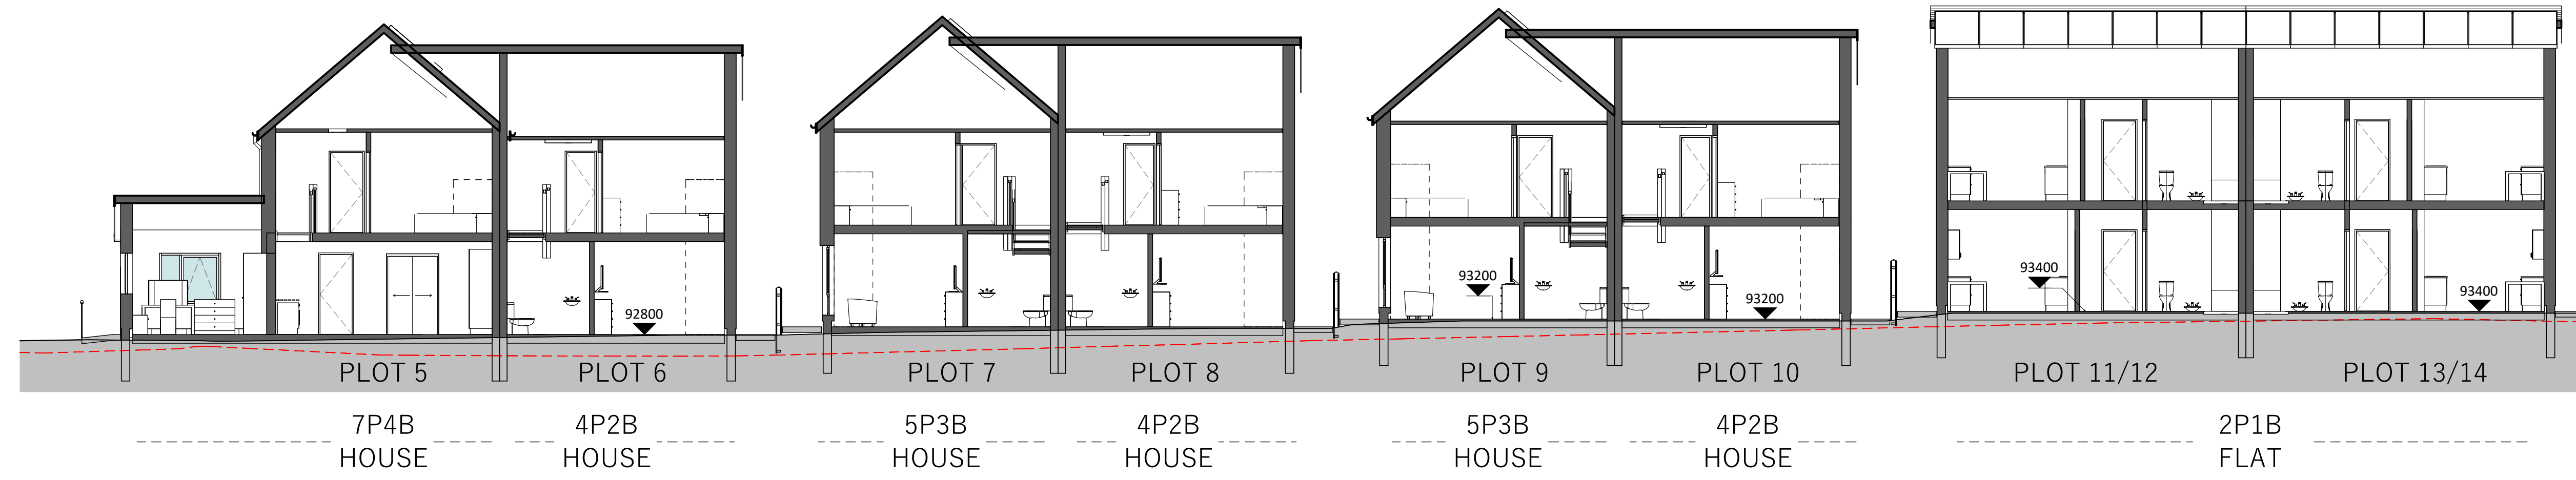 92800
93200
93200
93400
93400
PLOT 5
PLOT 6
PLOT 7
PLOT 8
PLOT 9
PLOT 10
PLOT 11/12
PLOT 13/14
7P4B
HOUSE
4P2B
HOUSE
5P3B
HOUSE
4P2B
HOUSE
5P3B
HOUSE
4P2B
HOUSE
2P1B
FLAT